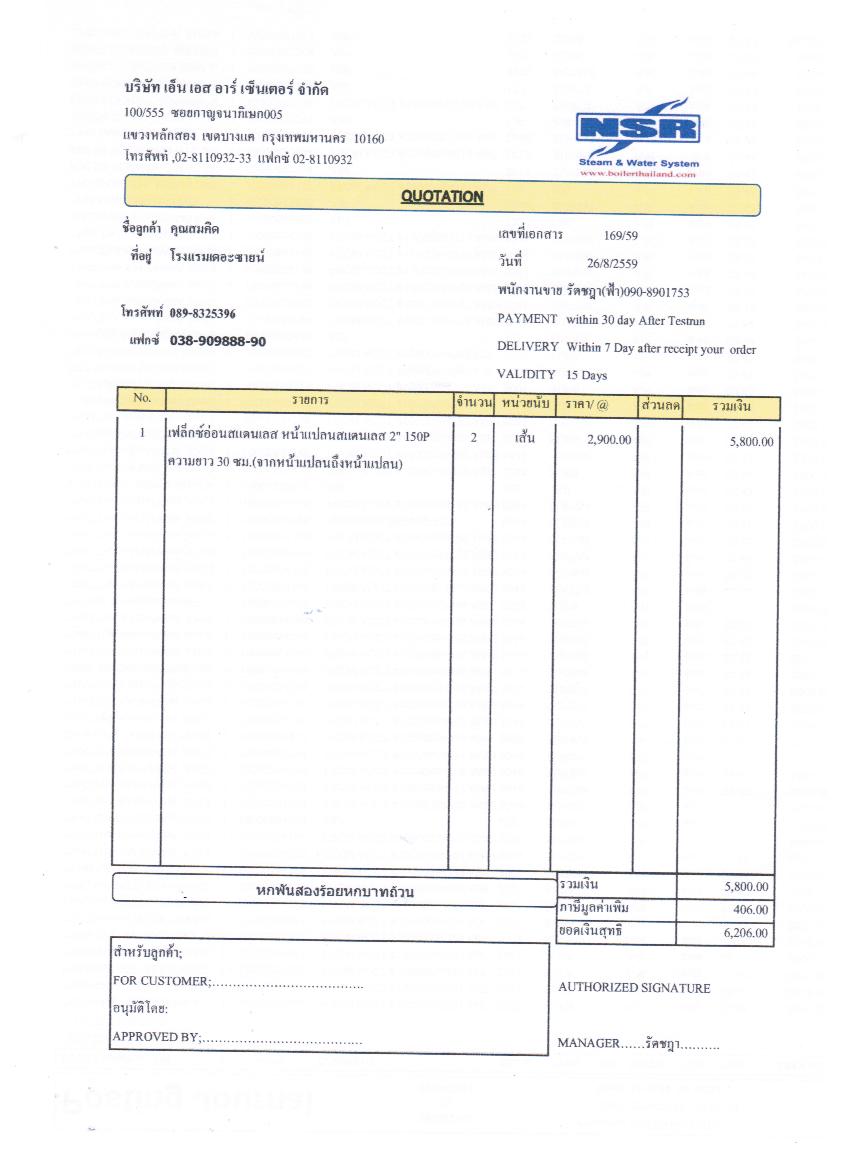 บริษัท เอ็น เอส อาร์ เซ็นเตอร์ จำกัด
100/555 ซอยกาญจนาภิเษก005
แขวงหลักสอง เขตบางแค กรุงเทพมหานคร 10160
โทรศัพท์ ,02-8110932-33 แฟกซ์ 02-8110932
NSR
Steam & Water System
www.boilerthailand.com
QUOTATION
ชื่อลูกค้า คุณสมคิด
ที่อยู่ โรงแรมเดอะซายน์
โทรศัพท์ 089-8325396
แฟกซ์ 038-909888-90
เลขที่เอกสาร 169/59
วันที่ 26/8/2559
พนักงานขาย รัตชฎา(ฟ้า)090-8901753
PAYMENT within 30 day After Testrun
DELIVERY Within 7 Day after receipt your order
VALIDITY 15 Days
No. รายการ จำนวน หน่วยนับ ราคา/@ ส่วนลด รวมเงิน
1 เฟล็กซ์อ่อนสแตนเลส หน้าแปลนสแตนเลส 2" 150P 2 เส้น 2,900.00 5,800.00
ความยาว 30 ซม.(จากหน้าแปลนถึงหน้าแปลน)
หกพันสองร้อยหกบาทถ้วน
รวมเงิน 5,800.00
ภาษีมูลค่าเพิ่ม 406.00
ยอดเงินสุทธิ 6,206.00
สำหรับลูกค้า;
FOR CUSTOMER;......................................
อนุมัติโดย:
APPROVED BY;........................................
AUTHORIZED SIGNATURE
MANAGER......รัตชฎา..........
Posting Journal